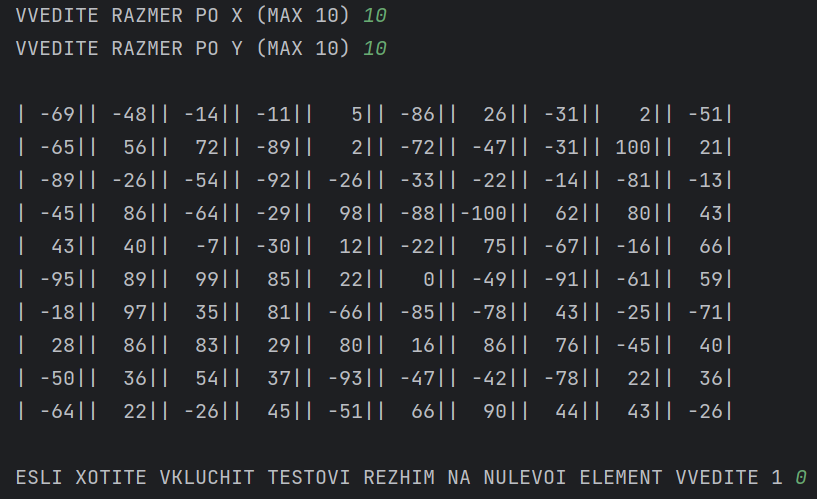 VVEDITE RAZMER PO X (MAX 10) 10
VVEDITE RAZMER PO Y (MAX 10) 10
| -69|| -48|| -14|| -11||   5|| -86||  26|| -31||   2|| -51|
| -65||  56||  72|| -89||   2|| -72|| -47|| -31|| 100||  21|
| -89|| -26|| -54|| -92|| -26|| -33|| -22|| -14|| -81|| -13|
| -45||  86|| -64|| -29||  98|| -88||-100||  62||  80||  43|
|  43||  40||  -7|| -30||  12|| -22||  75|| -67|| -16||  66|
| -95||  89||  99||  85||  22||   0|| -49|| -91|| -61||  59|
| -18||  97||  35||  81|| -66|| -85|| -78||  43|| -25|| -71|
|  28||  86||  83||  29||  80||  16||  86||  76|| -45||  40|
| -50||  36||  54||  37|| -93|| -47|| -42|| -78||  22||  36|
| -64||  22|| -26||  45|| -51||  66||  90||  44||  43|| -26|
ESLI XOTITE VKLUCHIT TESTOVI REZHIM NA NULEVOI ELEMENT VVEDITE 1 0